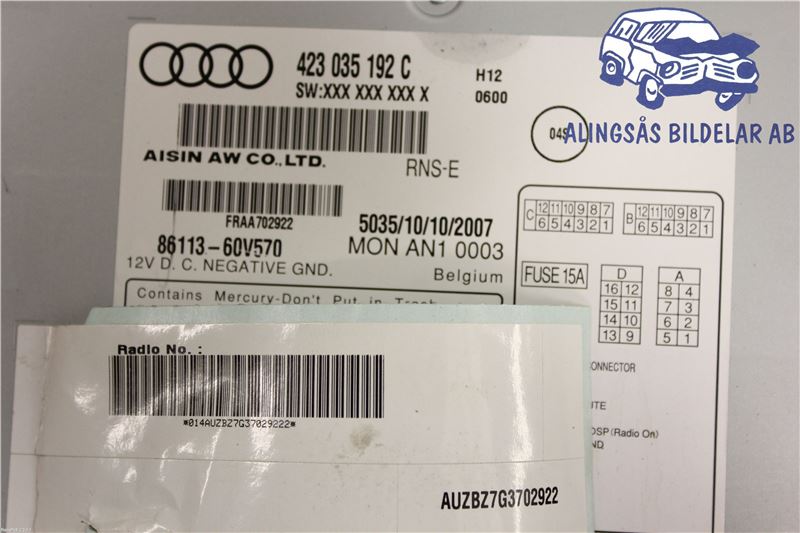 423 035 192 C
H12
SW:XXX XXX XXX X
0600
04S
ALINGSÅS BILDELAR AB
AISIN AW CO.,LTD.
RNS-E
FRAA702922
5035/10/10/2007
86113-60V570
MON AN1 0003
12V D. C. NEGATIVE GND.
Belgium
Contains Mercury-Don't Put in Trash
C
12 11 10 9 8 7
6 5 4 3 2 1
B
12 11 10 9 8 7
6 5 4 3 2 1
FUSE 15A
D
16 12
15 11
14 10
13 9
A
8 4
7 3
6 2
5 1
Radio No. :
*014AUZBZ7G37029222*
AUZBZ7G3702922
DSP(Radio On)